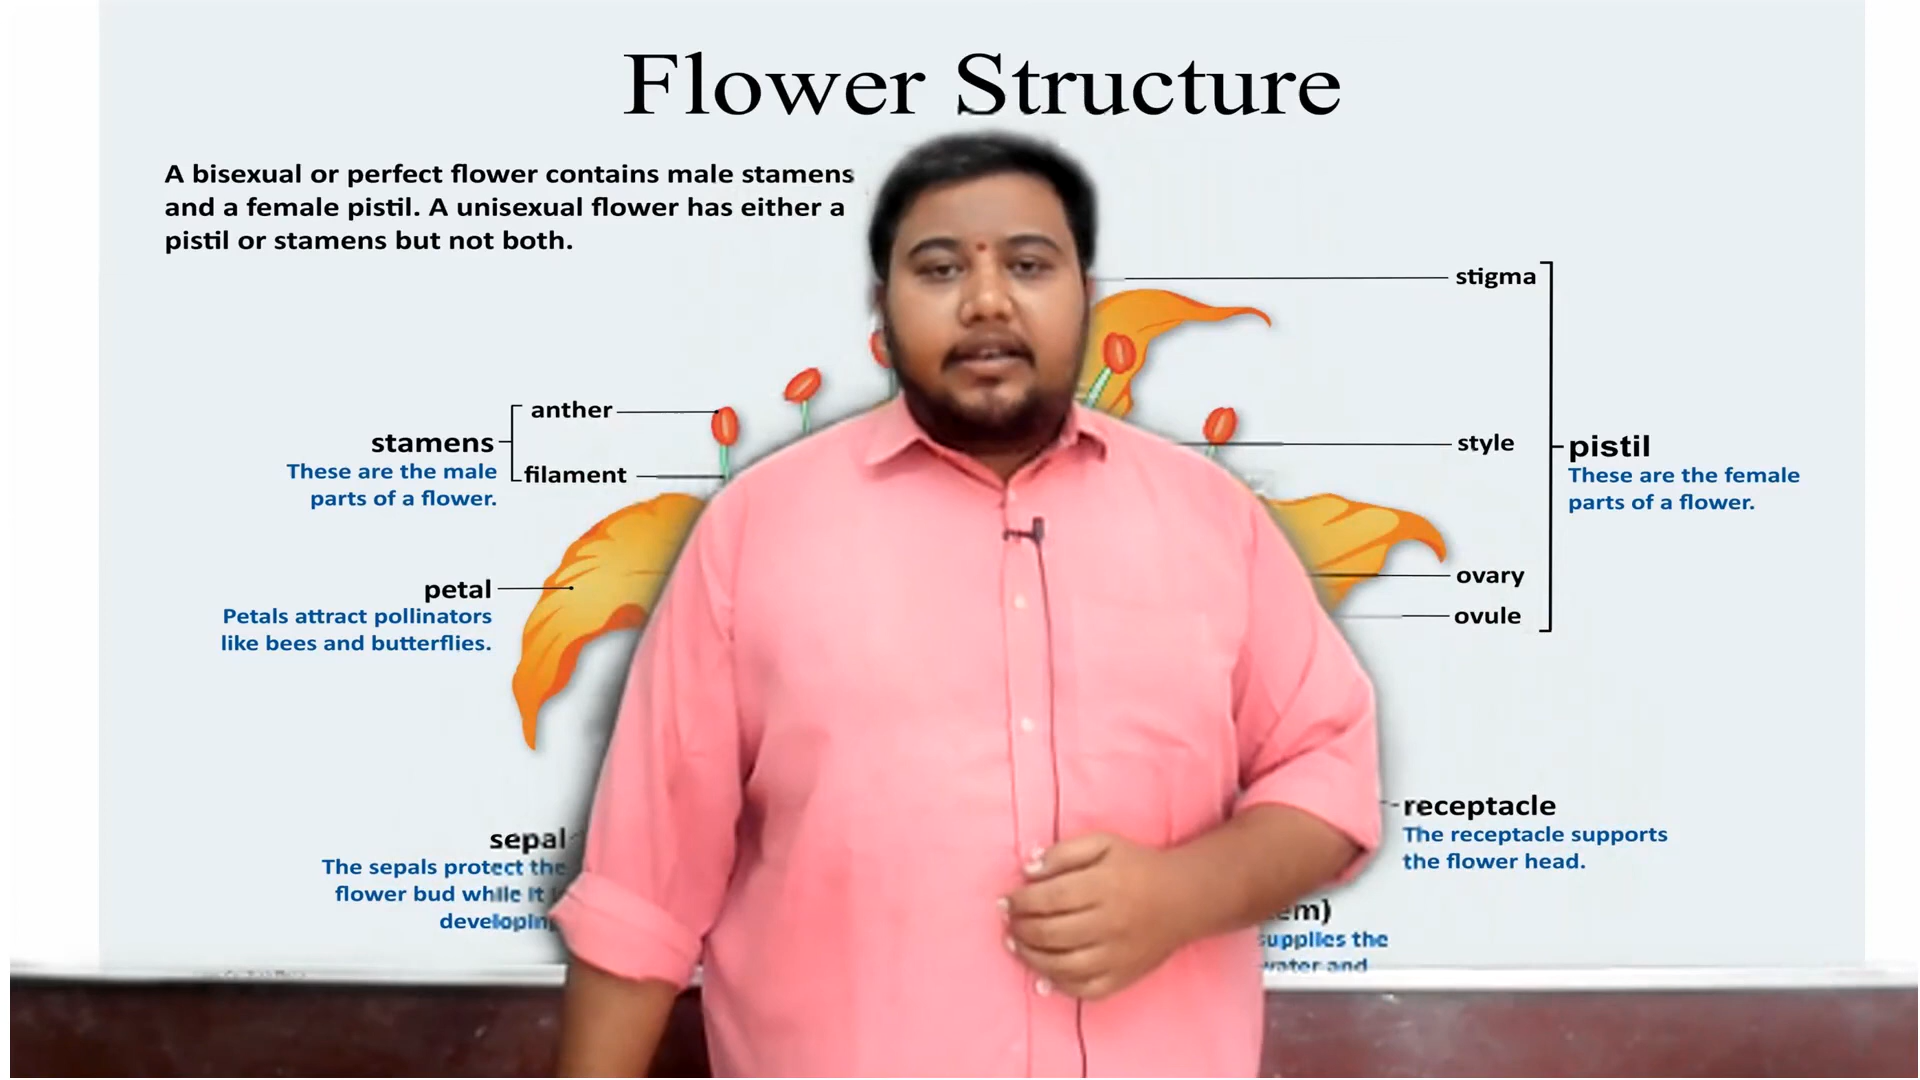 Flower Structure
A bisexual or perfect flower contains male stamens
and a female pistil. A unisexual flower has either a
pistil or stamens but not both.
stigma
anther
stamens
These are the male
parts of a flower.
filament
style
pistil
These are the female
parts of a flower.
petal
Petals attract pollinators
like bees and butterflies.
ovary
ovule
sepal
The sepals protect the
flower bud while it
developing
receptacle
The receptacle supports
the flower head.
supplies the
water and